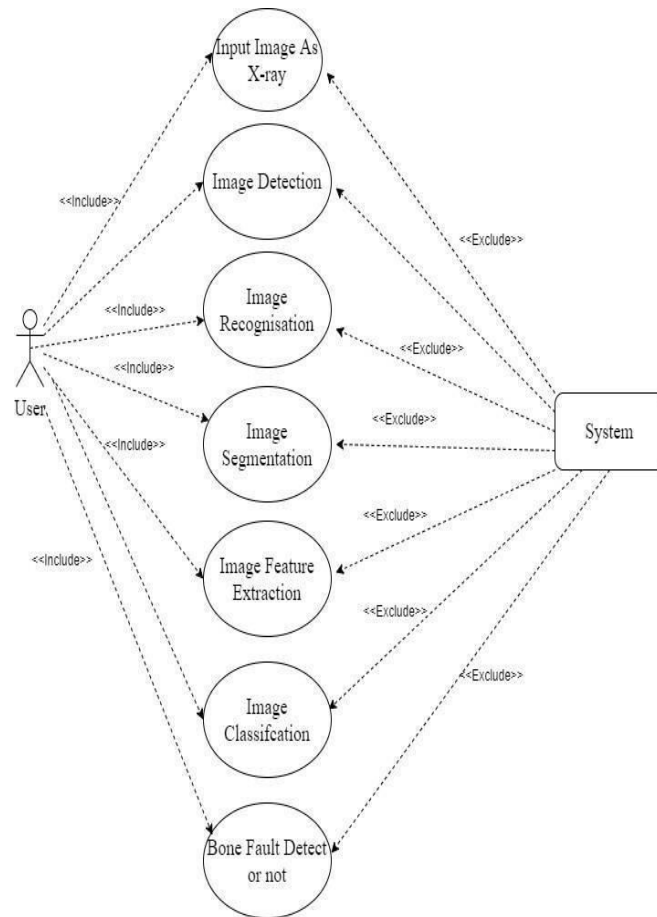 Input Image As
X-ray
Image Detection
<<Include>>
<<Exclude>>
Image
Recognisation
<<Include>>
<<Exclude>>
<<Include>>
User
Image
Segmentation
<<Exclude>>
System
<<Include>>
Image Feature
Extraction
<<Exclude>>
<<Include>>
<<Exclude>>
Image
Classifcation
<<Exclude>>
Bone Fault Detect
or not